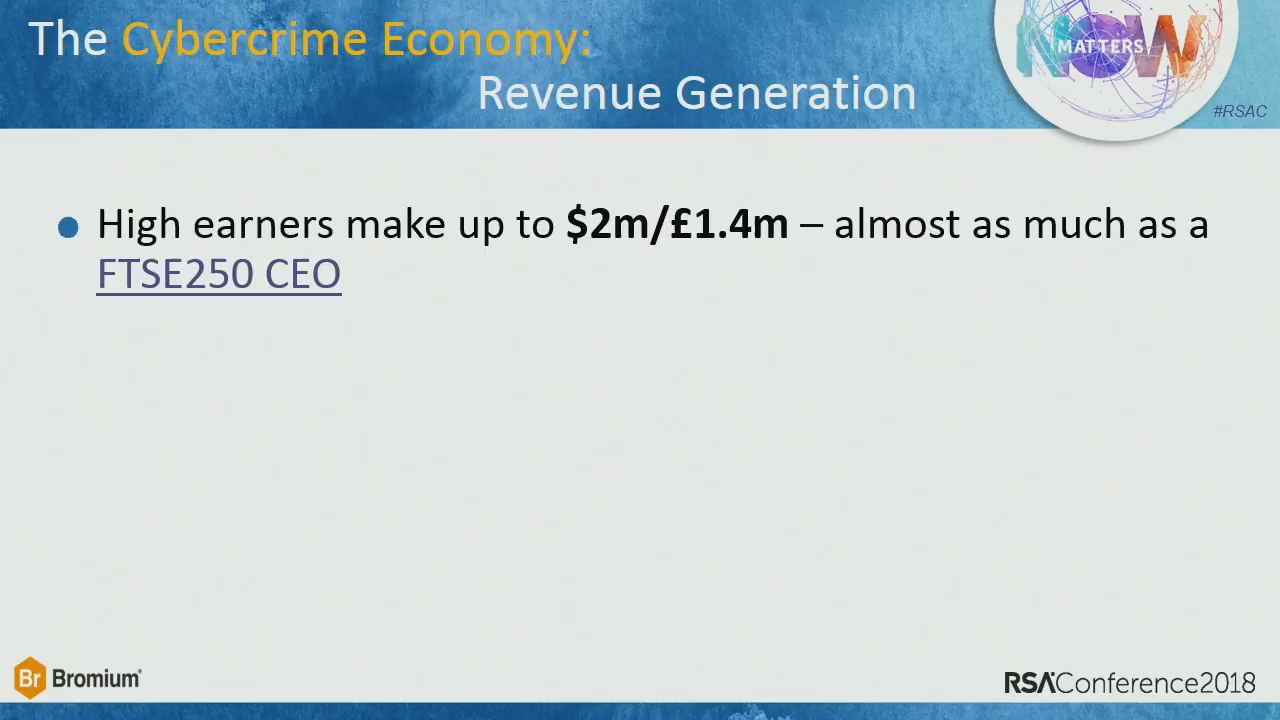 The Cybercrime Economy:
Revenue Generation
NOW
MATTERS
#RSAC
High earners make up to $2m/£1.4m – almost as much as a
FTSE250 CEO
Br Bromium
RSAConference2018